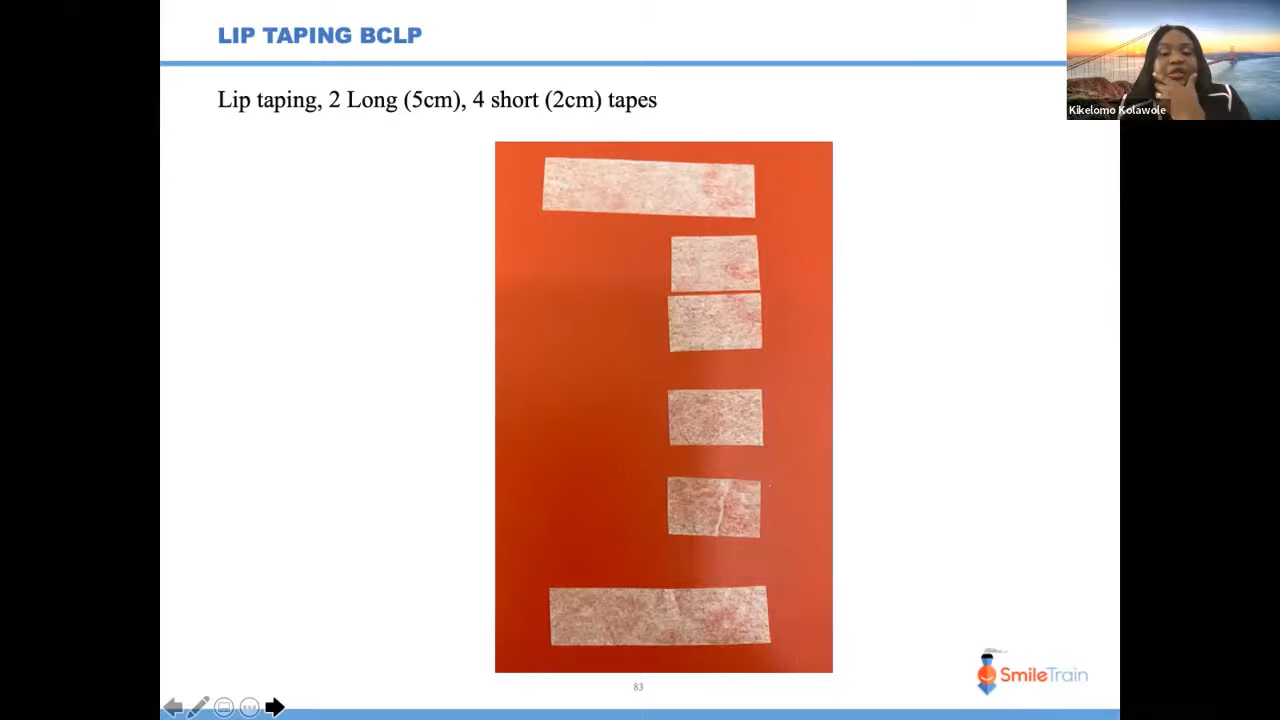 LIP TAPING BCLP
Kikelomo Kolawole
Lip taping, 2 Long (5cm), 4 short (2cm) tapes
83
SmileTrain